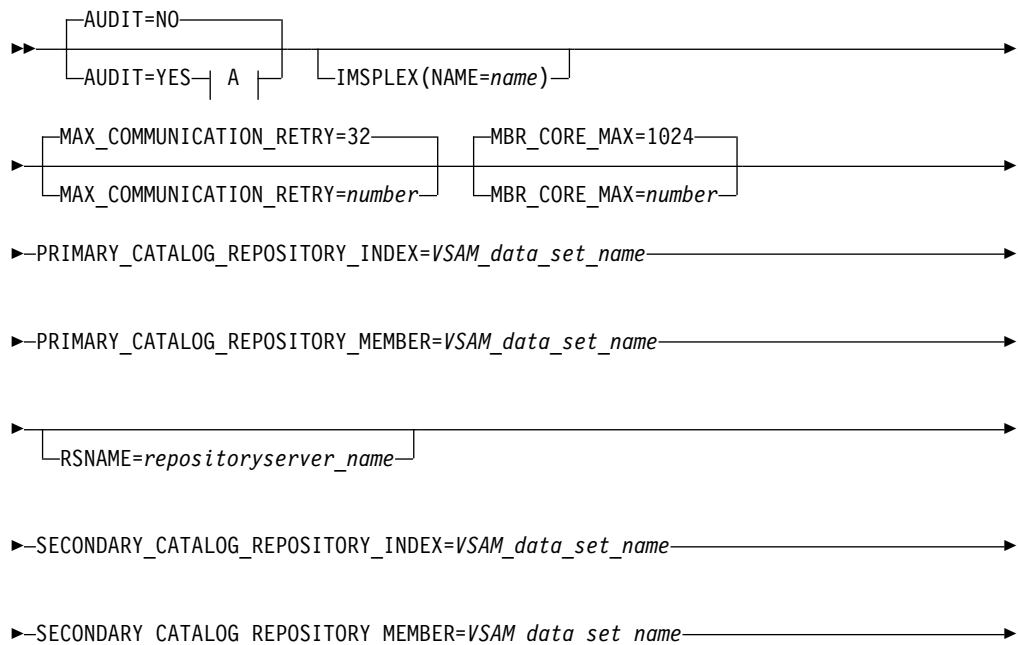 AUDIT=NO
AUDIT=YES A IMSPLEX(NAME=name)
MAX_COMMUNICATION_RETRY=32 MBR_CORE_MAX=1024
MAX_COMMUNICATION_RETRY=number MBR_CORE_MAX=number
PRIMARY_CATALOG_REPOSITORY_INDEX=VSAM_data_set_name
PRIMARY_CATALOG_REPOSITORY_MEMBER=VSAM_data_set_name
RSNAME=repositoryserver_name
SECONDARY_CATALOG_REPOSITORY_INDEX=VSAM_data_set_name
SECONDARY CATALOG REPOSITORY MEMBER=VSAM data set name